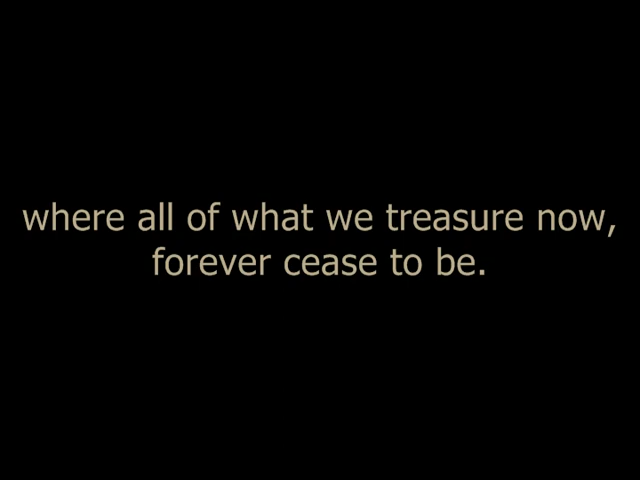 where all of what we treasure now,
forever cease to be.